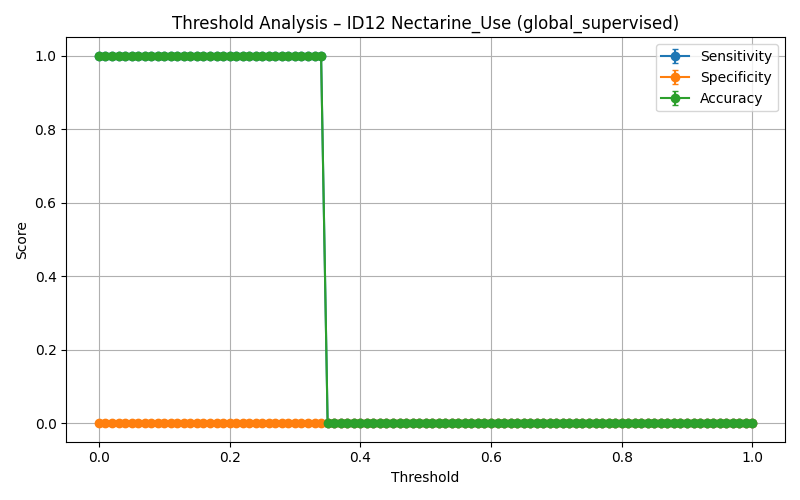 Threshold Analysis – ID12 Nectarine_Use (global_supervised)
1.0
0.8
0.6
0.4
0.2
0.0
Score
Sensitivity
Specificity
Accuracy
0.0 0.2 0.4 0.6 0.8 1.0
Threshold